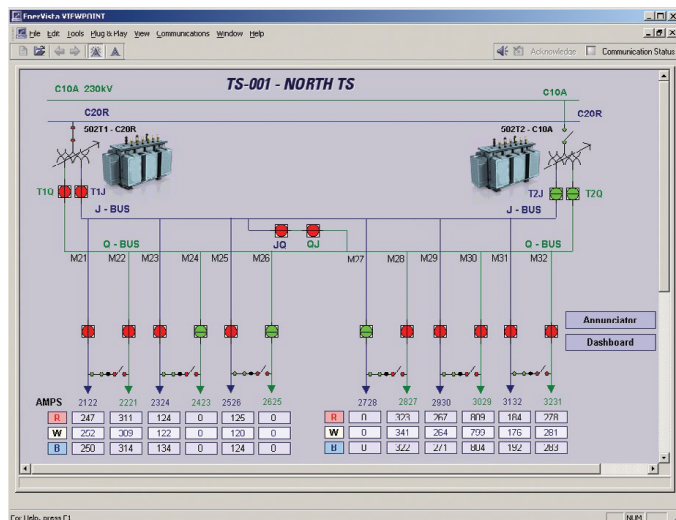 EnerVista VIEWPOINT
File Edit Tools Plug & Play View Communications Window Help
Acknowledge Communication Status
TS-001 - NORTH TS
C10A 230kV C10A
C20R C20R
502T1 - C20R 502T2 - C10A
T1Q T1J T2J T2Q
J - BUS J - BUS
JQ QJ
Q - BUS Q - BUS
M21 M22 M23 M24 M25 M26 M27 M28 M29 M30 M31 M32
Annunciator
Dashboard
AMPS 2122 2221 2324 2423 2526 2625 2728 2827 2930 3029 3132 3231
R 247 311 124 0 125 0 R 0 323 267 809 184 278
W 252 309 122 0 120 0 W 0 341 264 799 176 281
B 250 314 134 0 124 0 B 0 322 271 804 192 283
For Help, press F1 NUM